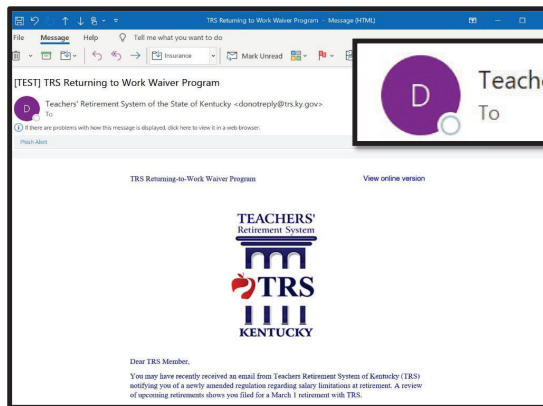 TRS Returning to Work Waiver Program - Message (HTML)
File Message Help Tell me what you want to do
Insurance Mark Unread
[TEST] TRS Returning to Work Waiver Program
D Teachers' Retirement System of the State of Kentucky <donotreply@trs.ky.gov>
To
If there are problems with how this message is displayed, click here to view it in a web browser.
Phish Alert
D Teache
To
TRS Returning-to-Work Waiver Program View online version
TEACHERS'
Retirement System
TRS
KENTUCKY
Dear TRS Member,
You may have recently received an email from Teachers Retirement System of Kentucky (TRS)
notifying you of a newly amended regulation regarding salary limitations at retirement. A review
of upcoming retirements shows you filed for a March 1 retirement with TRS.